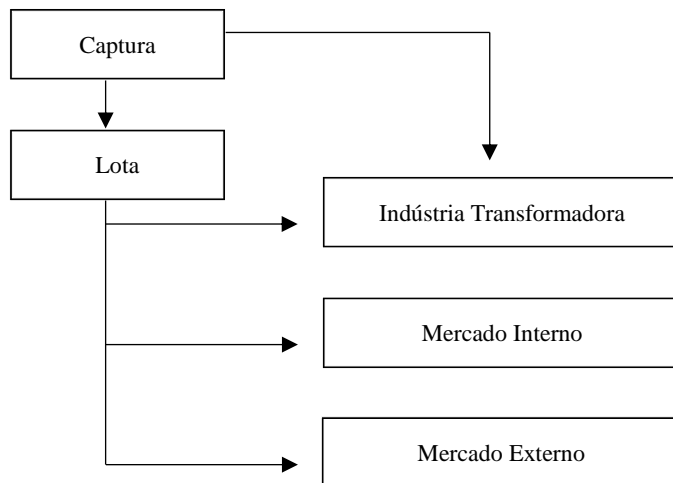 Captura
Lota
Indústria Transformadora
Mercado Interno
Mercado Externo